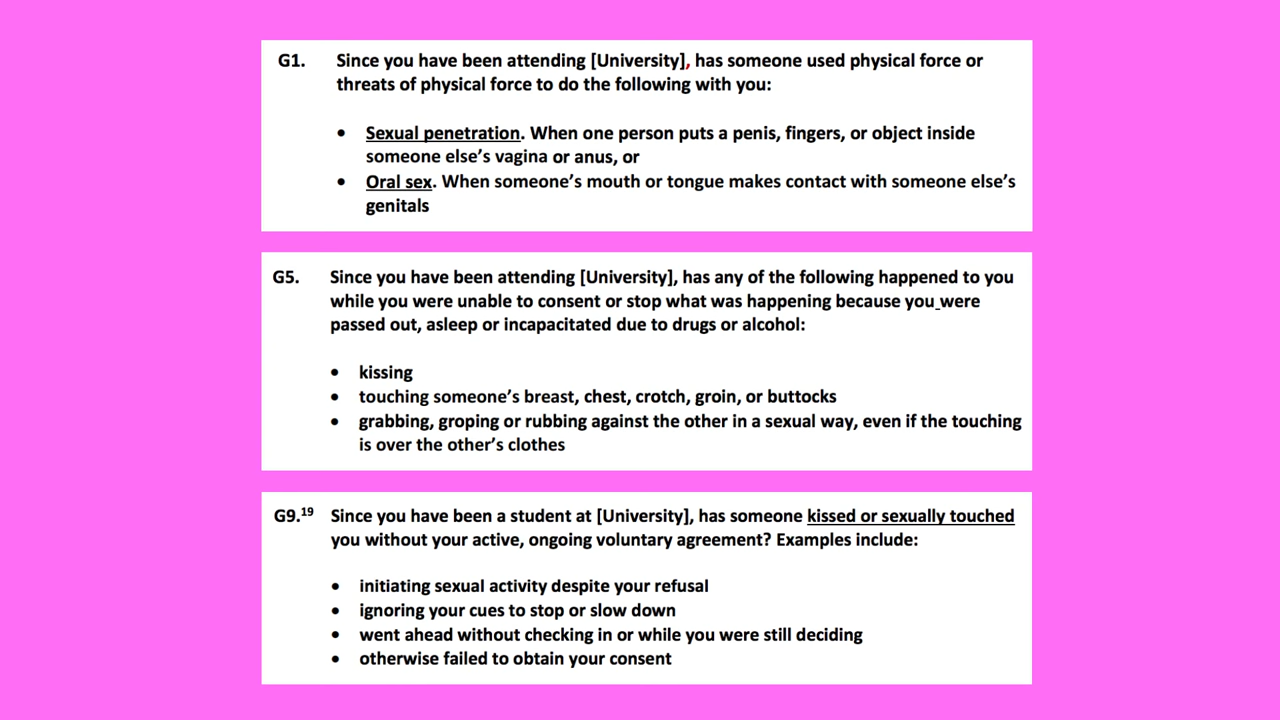 G1. Since you have been attending [University], has someone used physical force or
threats of physical force to do the following with you:
• Sexual penetration. When one person puts a penis, fingers, or object inside
someone else's vagina or anus, or
• Oral sex. When someone's mouth or tongue makes contact with someone else's
genitals
G5. Since you have been attending [University], has any of the following happened to you
while you were unable to consent or stop what was happening because you were
passed out, asleep or incapacitated due to drugs or alcohol:
• kissing
• touching someone's breast, chest, crotch, groin, or buttocks
• grabbing, groping or rubbing against the other in a sexual way, even if the touching
is over the other's clothes
G9.19 Since you have been a student at [University], has someone kissed or sexually touched
you without your active, ongoing voluntary agreement? Examples include:
• initiating sexual activity despite your refusal
• ignoring your cues to stop or slow down
• went ahead without checking in or while you were still deciding
• otherwise failed to obtain your consent